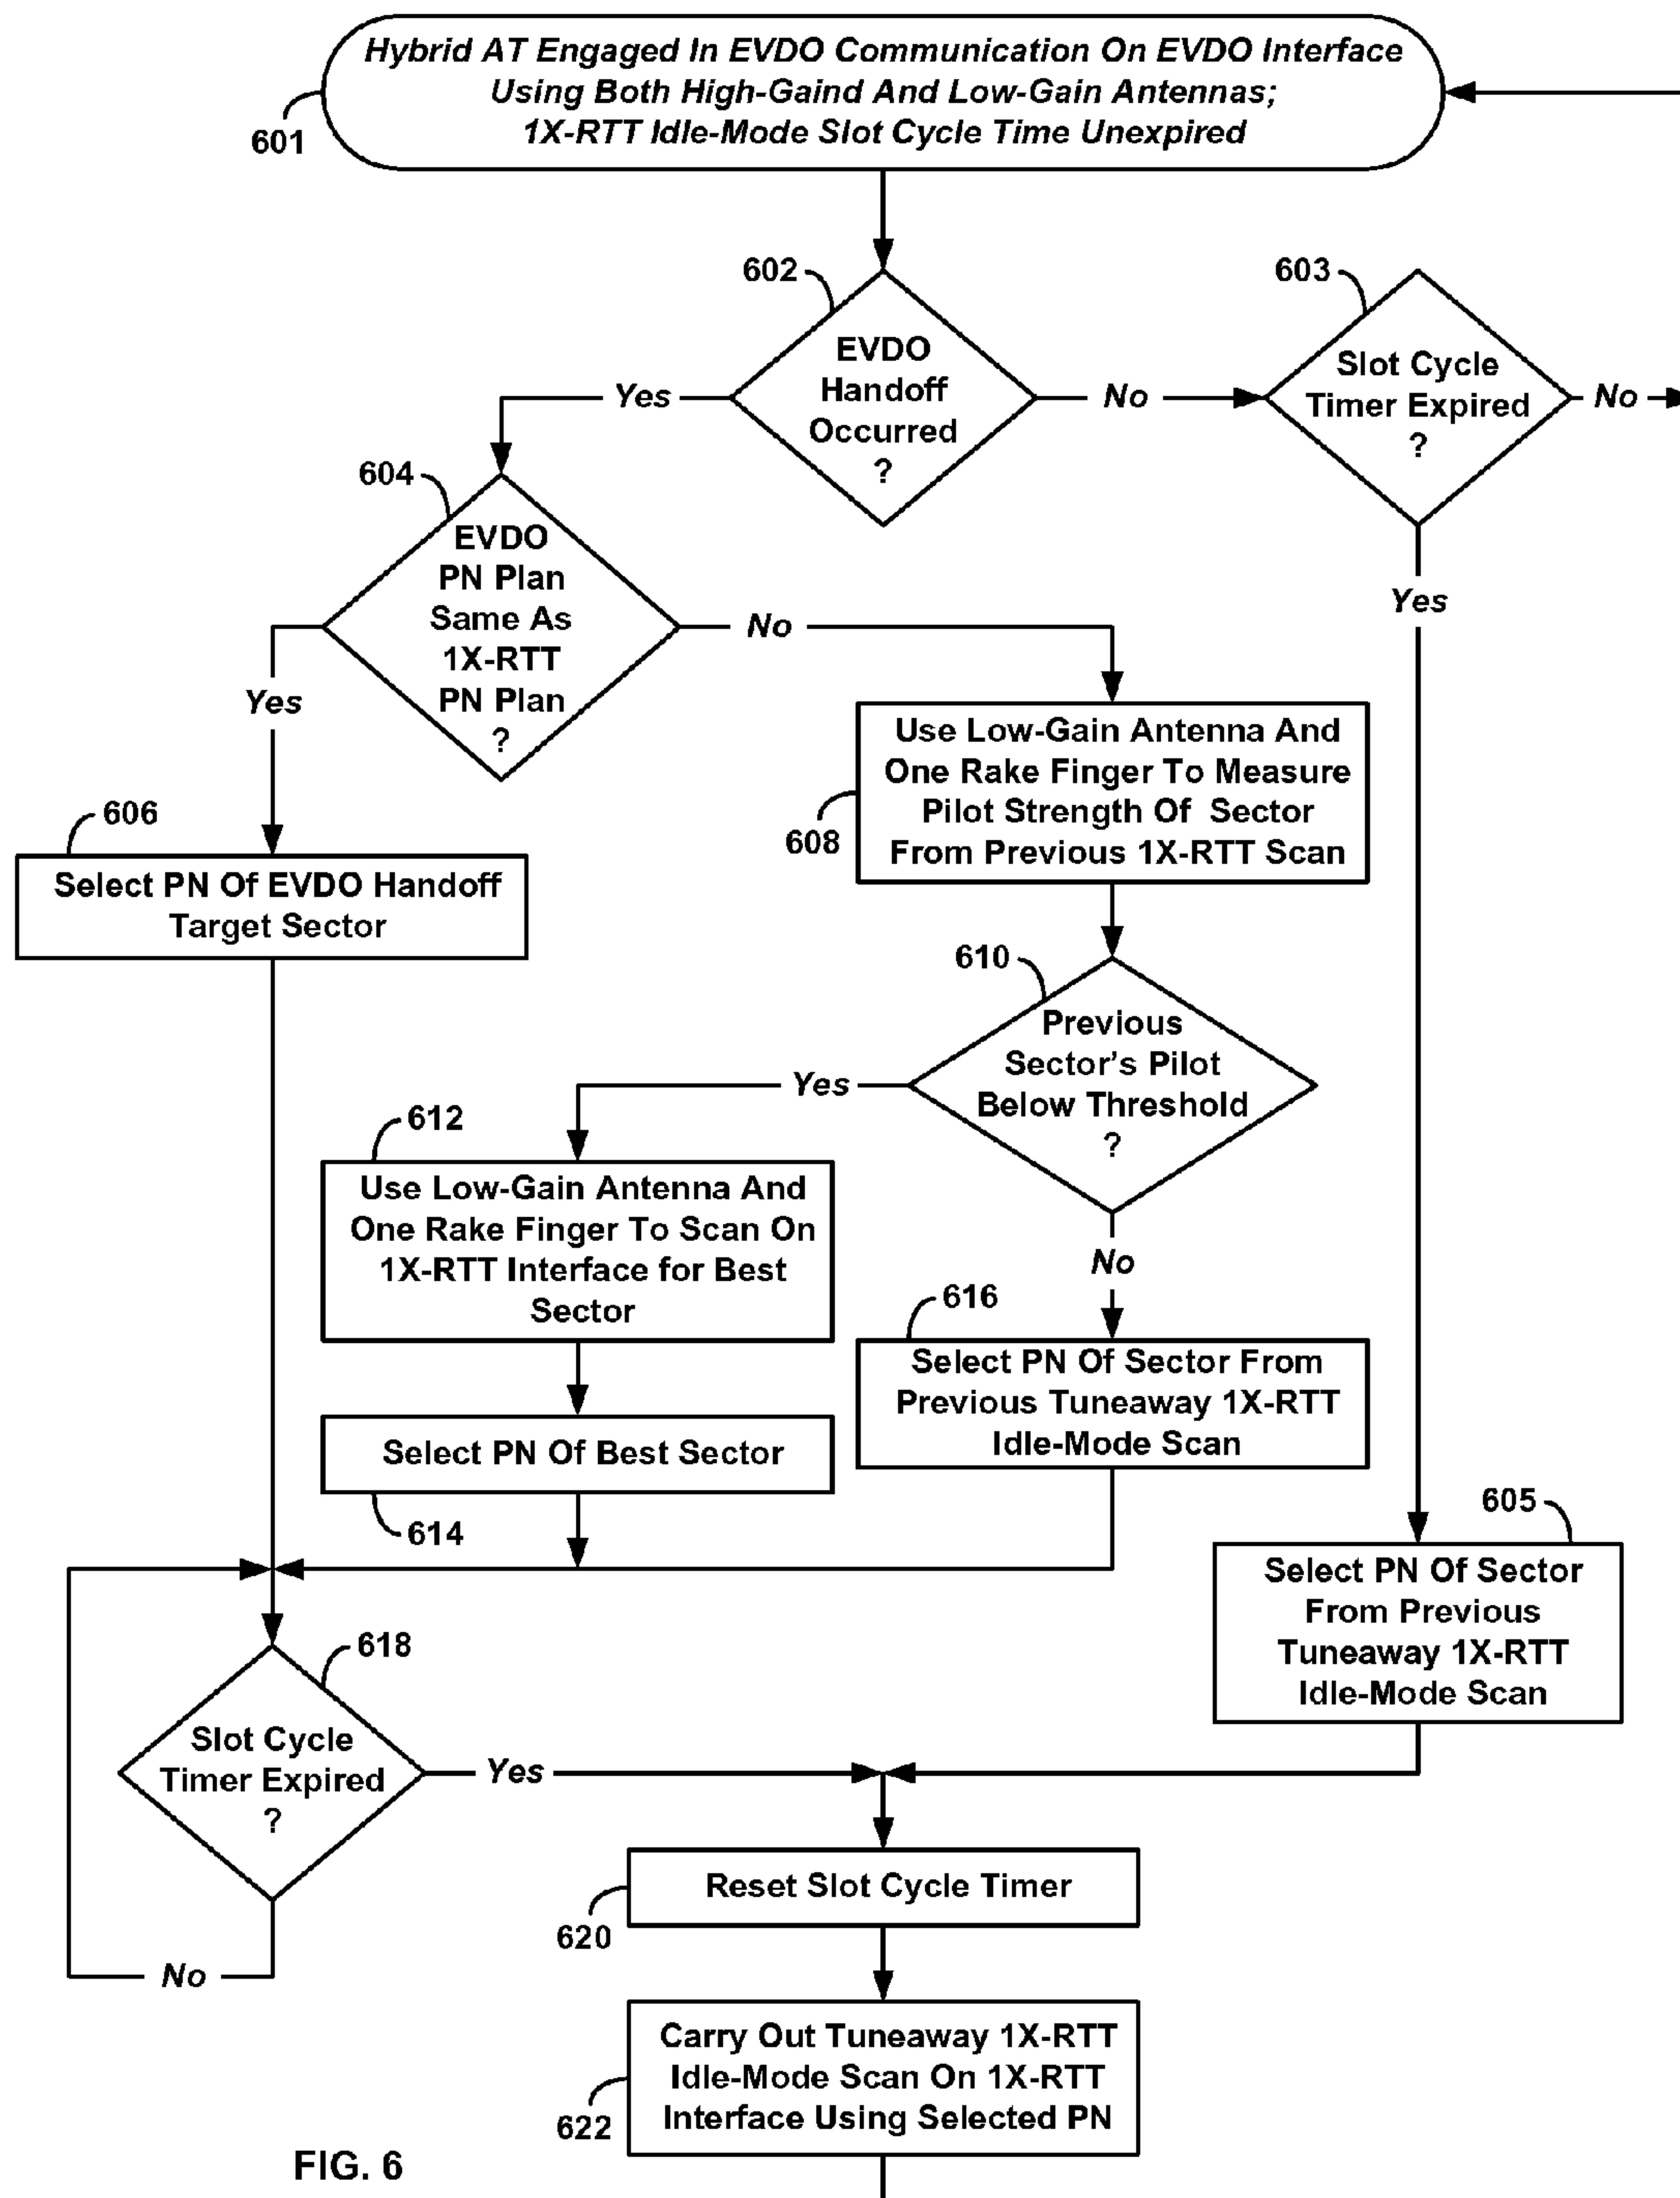 Hybrid AT Engaged In EVDO Communication On EVDO Interface
Using Both High-Gaind And Low-Gain Antennas;
1X-RTT Idle-Mode Slot Cycle Time Unexpired
601
602
EVDO
Handoff
Occurred
?
Yes
No
603
Slot Cycle
Timer Expired
?
No
Yes
604
EVDO
PN Plan
Same As
1X-RTT
PN Plan
?
Yes
No
606
Select PN Of EVDO Handoff
Target Sector
Use Low-Gain Antenna And
One Rake Finger To Measure
Pilot Strength Of Sector
From Previous 1X-RTT Scan
608
610
Previous
Sector's Pilot
Below Threshold
?
Yes
No
612
Use Low-Gain Antenna And
One Rake Finger To Scan On
1X-RTT Interface for Best
Sector
Select PN Of Best Sector
614
616
Select PN Of Sector From
Previous Tuneaway 1X-RTT
Idle-Mode Scan
605
Select PN Of Sector
From Previous
Tuneaway 1X-RTT
Idle-Mode Scan
618
Slot Cycle
Timer Expired
?
Yes
No
Reset Slot Cycle Timer
620
Carry Out Tuneaway 1X-RTT
Idle-Mode Scan On 1X-RTT
Interface Using Selected PN
622
FIG. 6